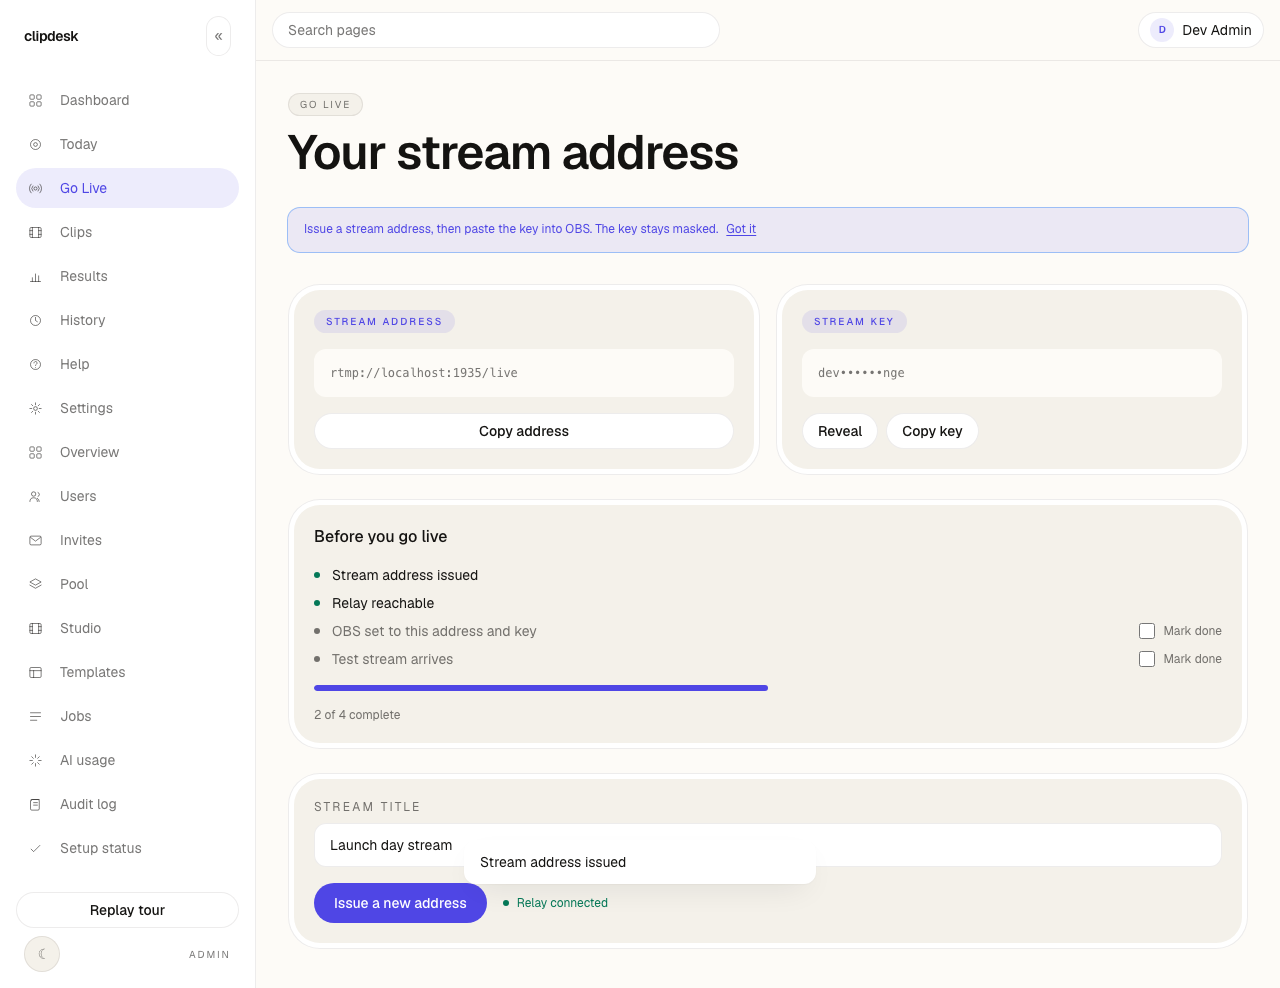 clipdesk
«
Search pages
D
Dev Admin
Dashboard
Today
Go Live
Clips
Results
History
Help
Settings
Overview
Users
Invites
Pool
Studio
Templates
Jobs
AI usage
Audit log
Setup status
Replay tour
ADMIN
GO LIVE
Your stream address
Issue a stream address, then paste the key into OBS. The key stays masked. Got it
STREAM ADDRESS
rtmp://localhost:1935/live
Copy address
STREAM KEY
dev••••••nge
Reveal
Copy key
Before you go live
Stream address issued
Relay reachable
OBS set to this address and key
Mark done
Test stream arrives
Mark done
2 of 4 complete
STREAM TITLE
Launch day stream
Stream address issued
Issue a new address
Relay connected